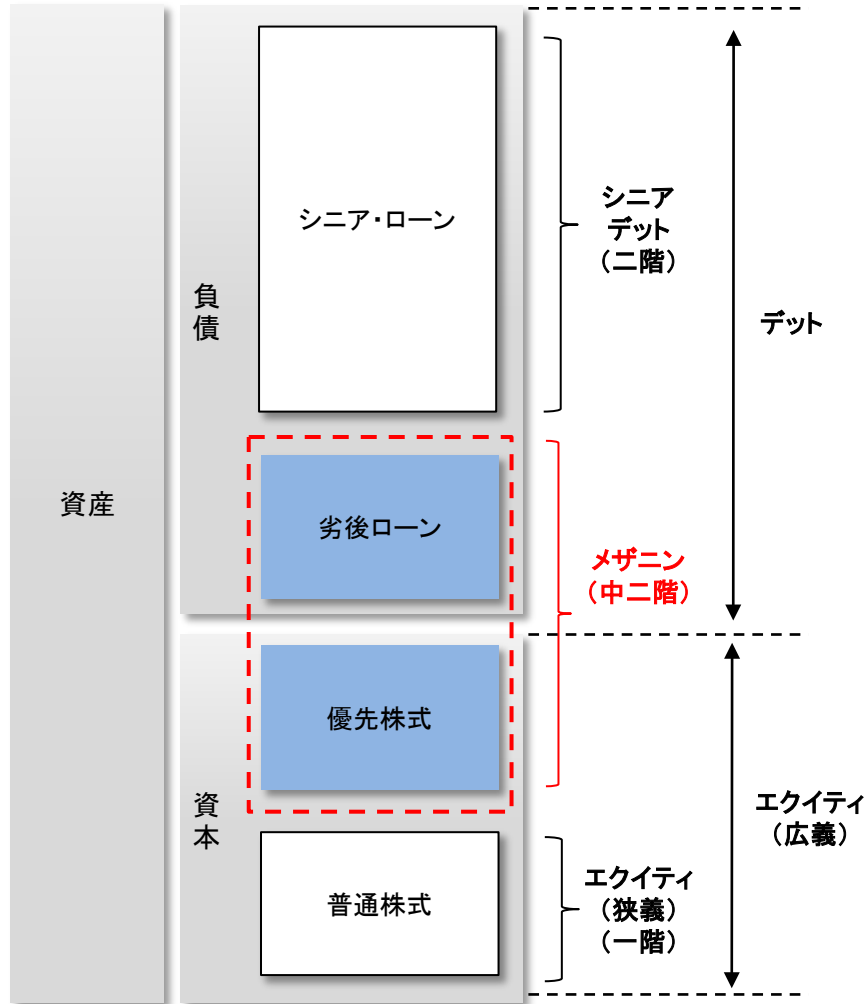 資産
負
債
シニア・ローン
シニア
デット
(二階)
デット
劣後ローン
メザニン
(中二階)
資
本
優先株式
普通株式
エクイティ
(狭義)
(一階)
エクイティ
(広義)